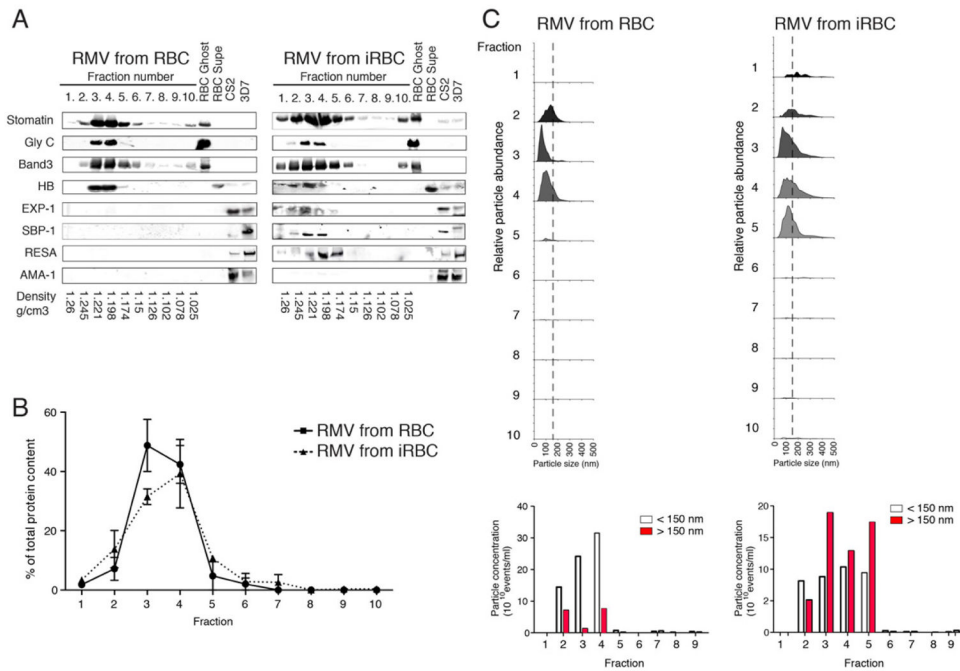 A
RMV from RBC
Fraction number
1. 2. 3. 4. 5. 6. 7. 8. 9. 10.
RMV from iRBC
Fraction number
1. 2. 3. 4. 5. 6. 7. 8. 9. 10.
RBC Ghost
RBC Supe
CS2
3D7
RBC Ghost
RBC Supe
CS2
3D7
Stomatin
Gly C
Band3
HB
EXP-1
SBP-1
RESA
AMA-1
Density
g/cm3
1.26
1.245
1.221
1.198
1.174
1.15
1.126
1.102
1.078
1.025
1.26
1.245
1.221
1.198
1.174
1.15
1.126
1.102
1.078
1.025
B
% of total protein content
60
40
20
0
1 2 3 4 5 6 7 8 9 10
Fraction
RMV from RBC
RMV from iRBC
C
RMV from RBC
Fraction
Relative particle abundance
1
2
3
4
5
6
7
8
9
10
0 100 200 300 400 500
Particle size (nm)
RMV from iRBC
Relative particle abundance
1
2
3
4
5
6
7
8
9
10
0 100 200 300 400 500
Particle size (nm)
Particle concentration
(10 10 events/ml)
40
30
20
10
0
< 150 nm
> 150 nm
1 2 3 4 5 6 7 8 9
Fraction
Particle concentration
(10 10 events/ml)
20
15
10
2
0
< 150 nm
> 150 nm
1 2 3 4 5 6 7 8 9
Fraction